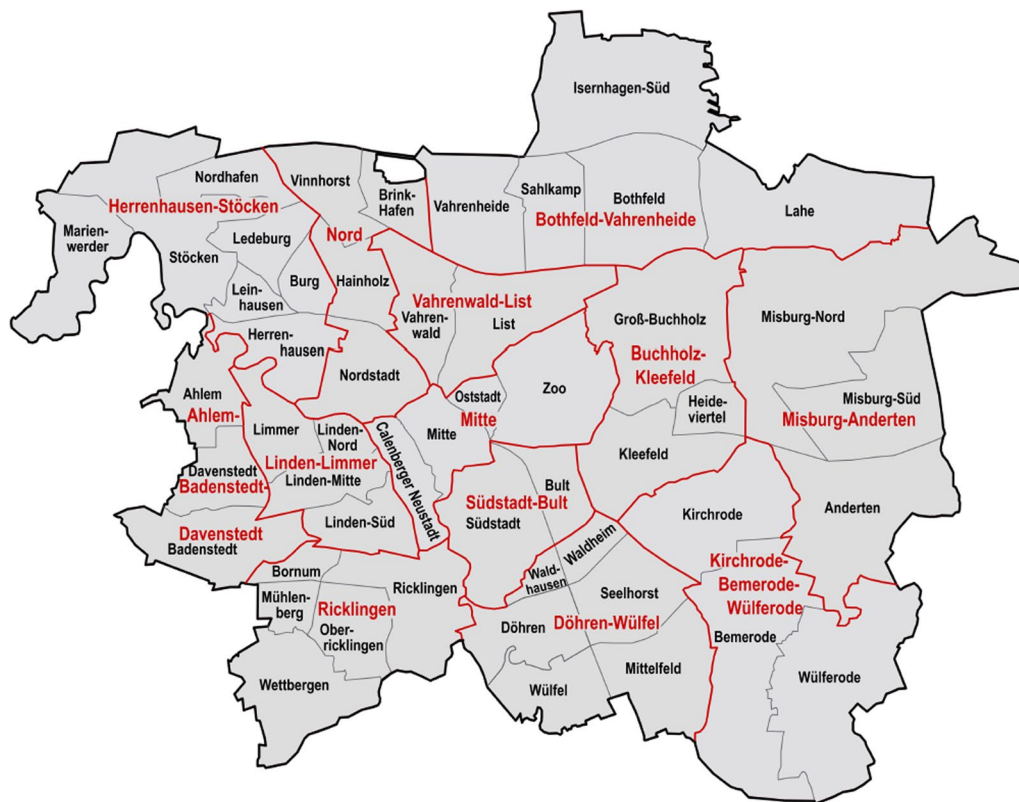 Isernhagen-Süd
Nordhafen
Vinnhorst
Brink-
Hafen
Vahrenheide
Sahlkamp
Bothfeld
Lahe
Herrenhausen-Stöcken
Bothfeld-Vahrenheide
Marien-
werder
Ledeburg
Nord
Stöcken
Burg
Hainholz
Lein-
hausen
Vahrenwald-List
Vahren-
wald
List
Groß-Buchholz
Misburg-Nord
Herren-
hausen
Buchholz-
Kleefeld
Nordstadt
Zoo
Ahlem
Ahlem-
Oststadt
Mitte
Heide-
viertel
Misburg-Süd
Misburg-Anderten
Limmer
Linden-
Nord
Mitte
Calenberger Neustadt
Kleefeld
Linden-Limmer
Linden-Mitte
Davenstedt
Badenstedt-
Bult
Südstadt-Bult
Südstadt
Kirchrode
Anderten
Linden-Süd
Davenstedt
Badenstedt
Waldheim
Wald-
hausen
Kirchrode-
Bemerode-
Wülferode
Bornum
Ricklingen
Seelhorst
Mühlen-
berg
Ricklingen
Ober-
ricklingen
Döhren
Döhren-Wülfel
Bemerode
Mittelfeld
Wülferode
Wettbergen
Wülfel